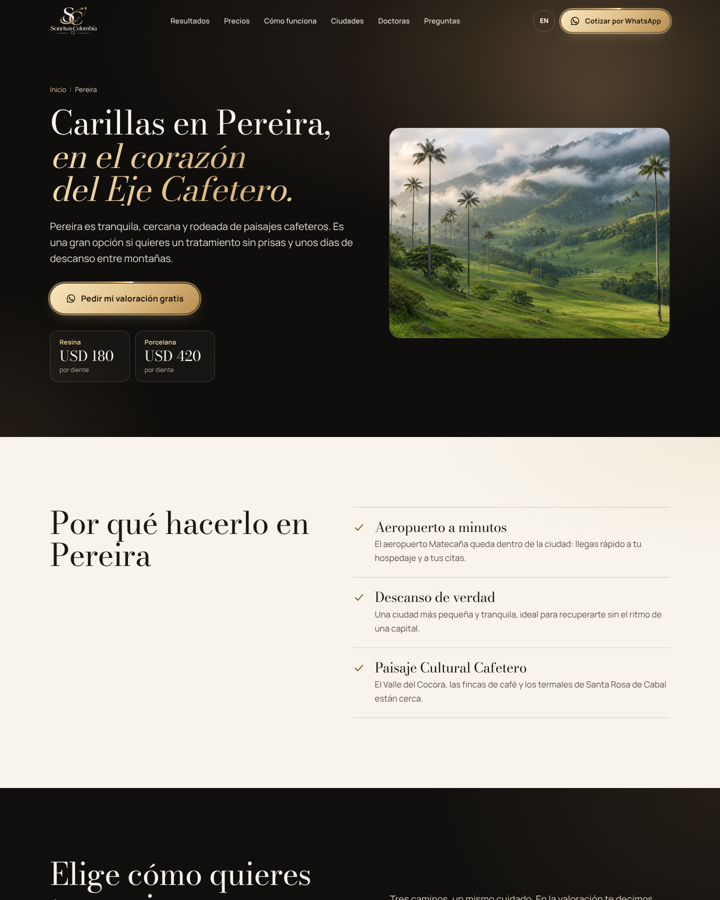 SC
Sonrisas Colombia
Resultados
Precios
Cómo funciona
Ciudades
Doctoras
Preguntas
EN
Cotizar por WhatsApp
Inicio / Pereira
Carillas en Pereira,
en el corazón
del Eje Cafetero.
Pereira es tranquila, cercana y rodeada de paisajes cafeteros. Es
una gran opción si quieres un tratamiento sin prisas y unos días de
descanso entre montañas.
Pedir mi valoración gratis
Resina
USD 180
por diente
Porcelana
USD 420
por diente
Por qué hacerlo en
Pereira
Aeropuerto a minutos
El aeropuerto Matecaña queda dentro de la ciudad: llegas rápido a tu
hospedaje y a tus citas.
Descanso de verdad
Una ciudad más pequeña y tranquila, ideal para recuperarte sin el ritmo de
una capital.
Paisaje Cultural Cafetero
El Valle del Cocora, las fincas de café y los termales de Santa Rosa de Cabal
están cerca.
Elige cómo quieres
Tres caminos, un mismo cuidado. En la valoración te decimos